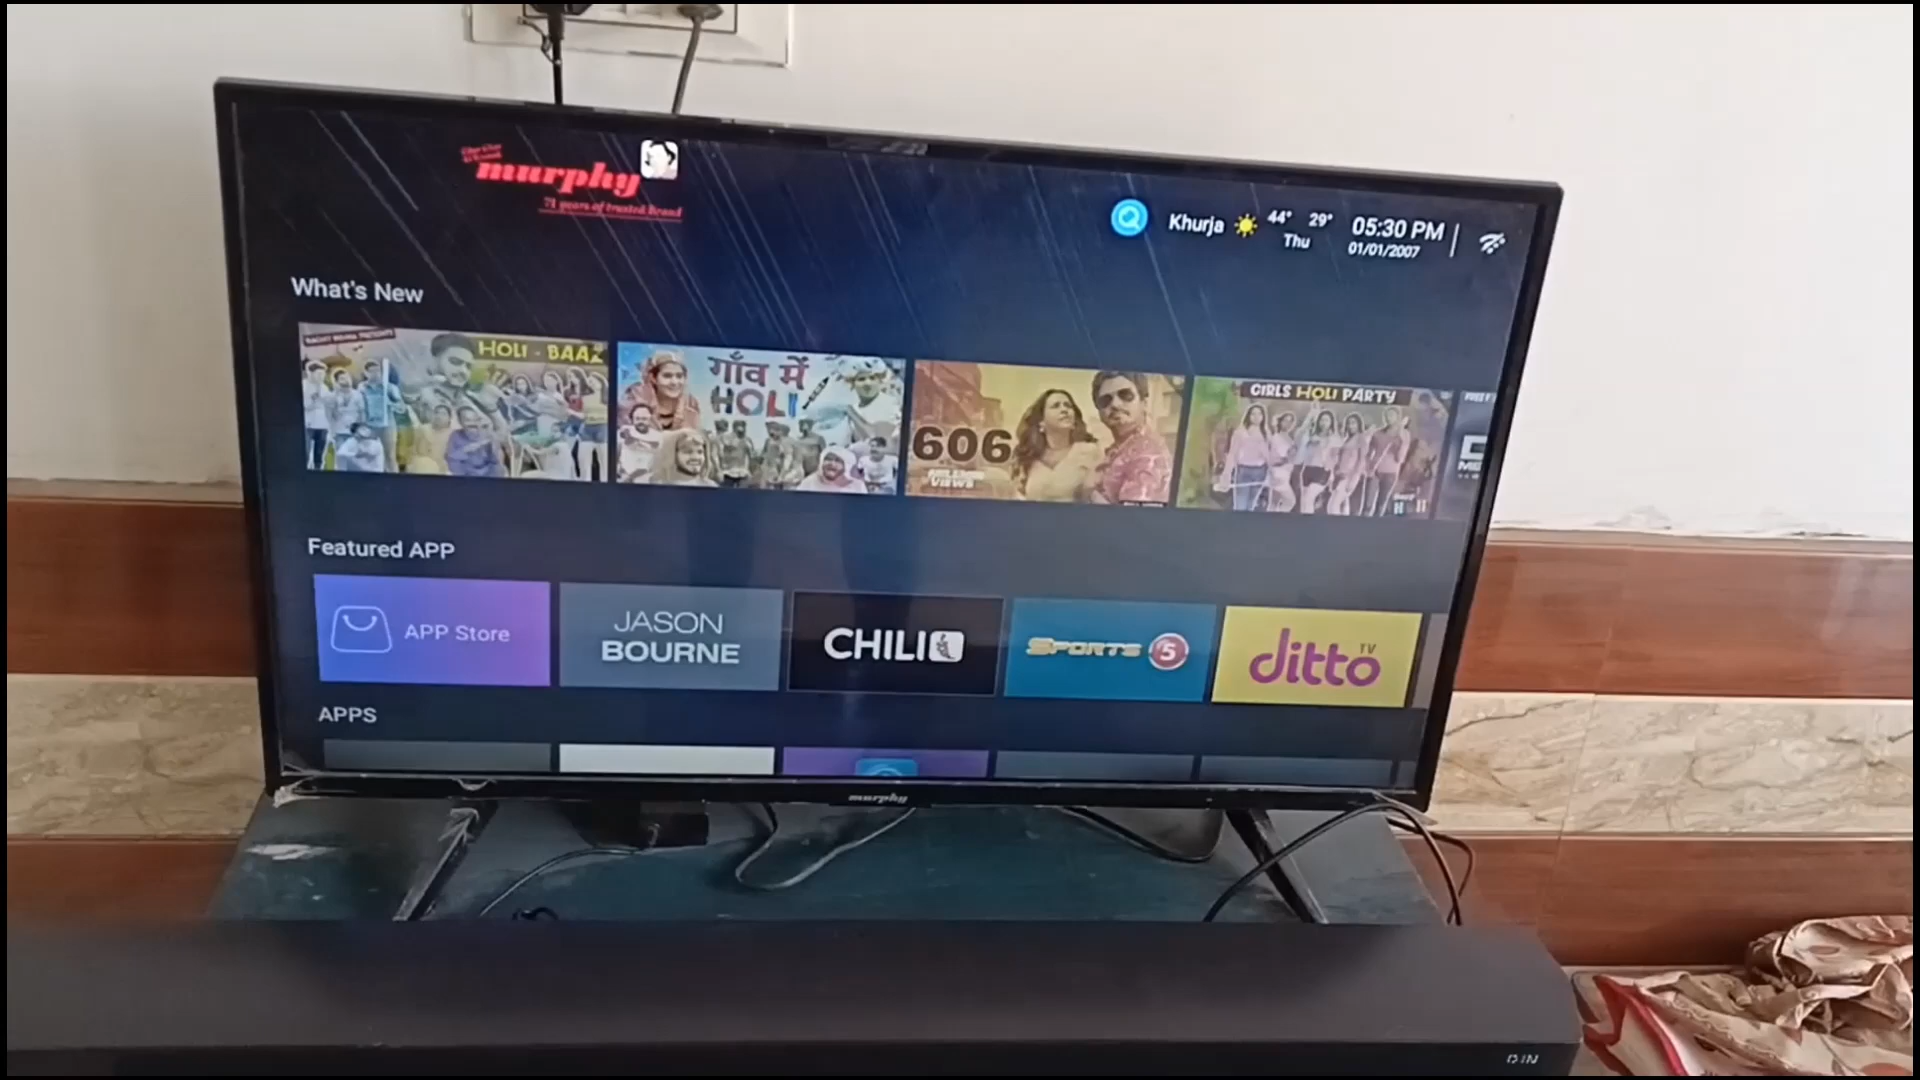 murphy
71 years of trusted Brand
Khurja 44° 29° Thu
05:30 PM
01/01/2007
What's New
HOLI - BAAZ
गाँव में
HOLI
606
VIEWS
GIRLS HOLI PARTY
Featured APP
APP Store
JASON
BOURNE
CHILI
SPORTS 5
ditto TV
APPS
murphy